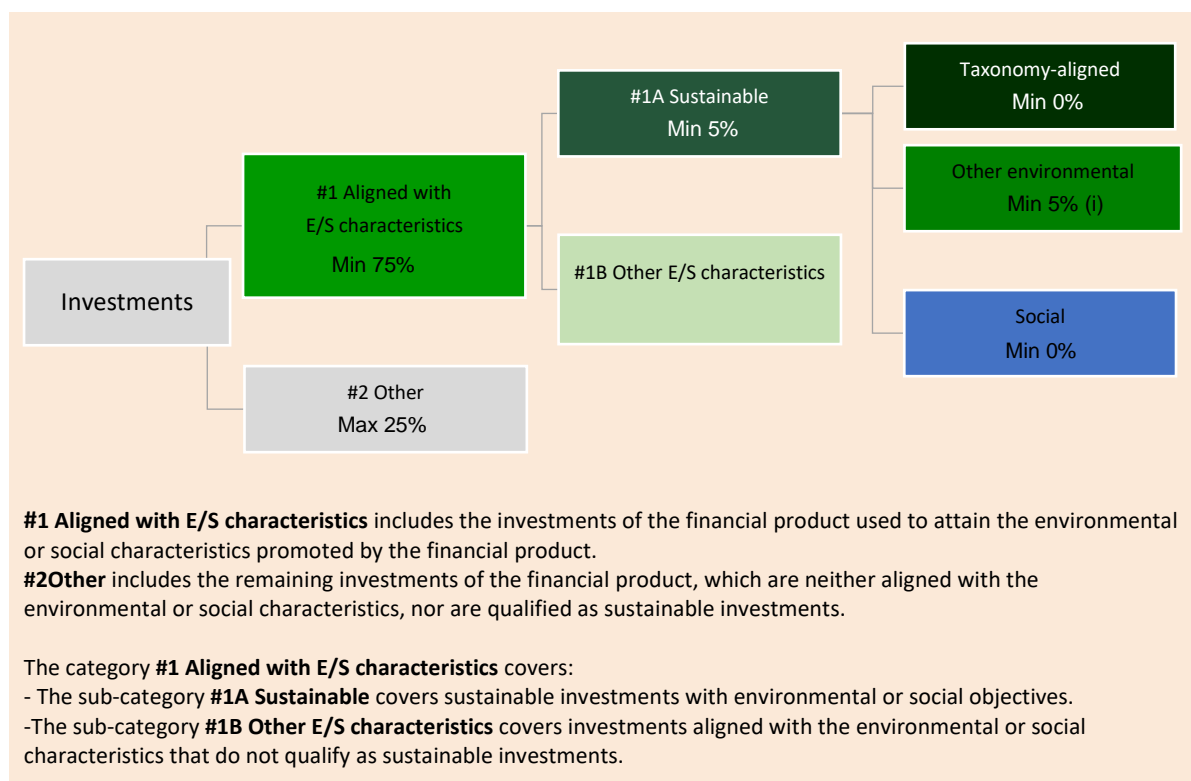 Investments
#1 Aligned with
E/S characteristics
Min 75%
#2 Other
Max 25%
#1A Sustainable
Min 5%
#1B Other E/S characteristics
Taxonomy-aligned
Min 0%
Other environmental
Min 5% (i)
Social
Min 0%
#1 Aligned with E/S characteristics includes the investments of the financial product used to attain the environmental
or social characteristics promoted by the financial product.
#2Other includes the remaining investments of the financial product, which are neither aligned with the
environmental or social characteristics, nor are qualified as sustainable investments.
The category #1 Aligned with E/S characteristics covers:
- The sub-category #1A Sustainable covers sustainable investments with environmental or social objectives.
-The sub-category #1B Other E/S characteristics covers investments aligned with the environmental or social
characteristics that do not qualify as sustainable investments.